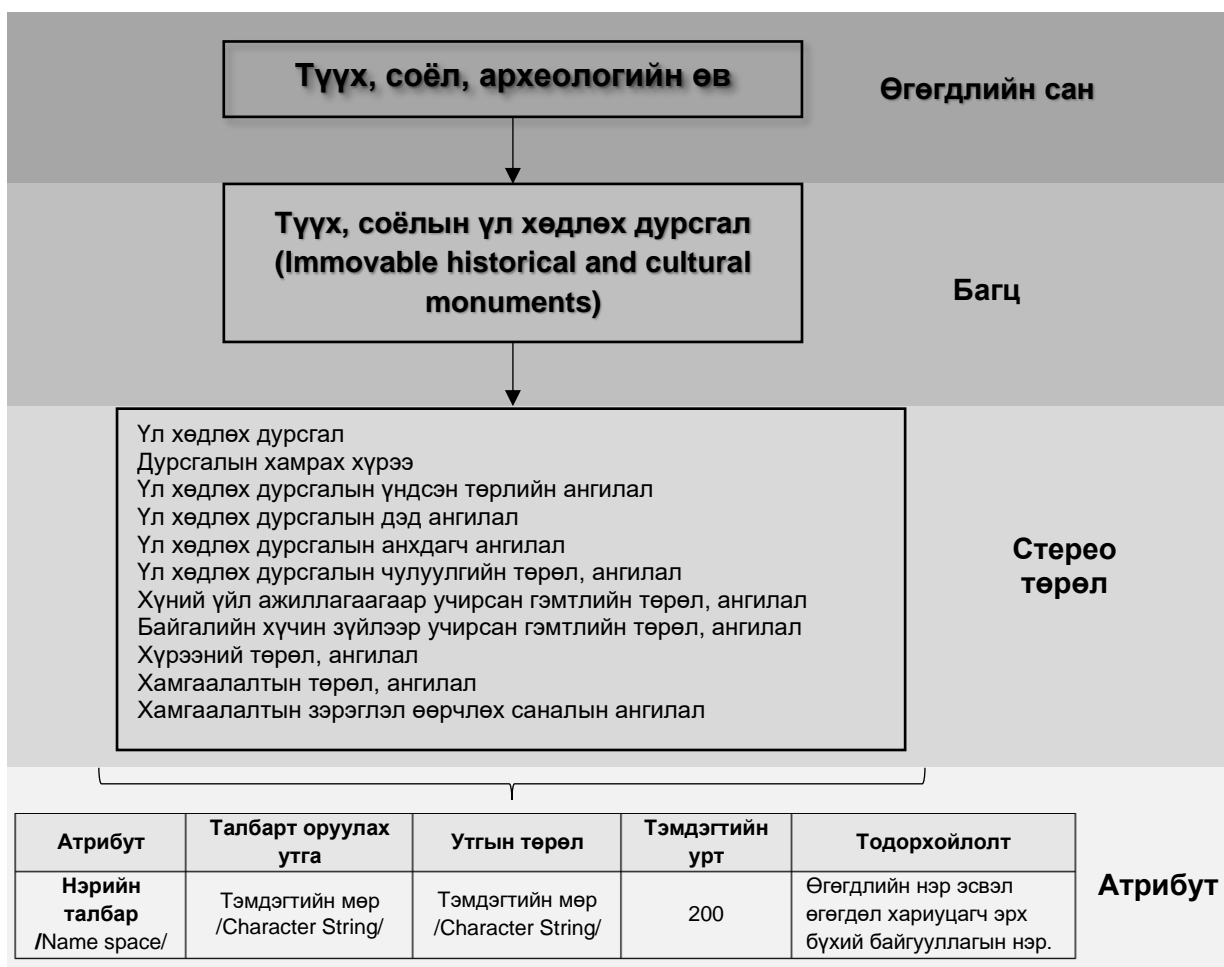 Түүх, соёл, археологийн өв
Өгөгдлийн сан
Түүх, соёлын үл хөдлөх дурсгал
(Immovable historical and cultural
monuments)
Багц
Үл хөдлөх дурсгал
Дурсгалын хамрах хүрээ
Үл хөдлөх дурсгалын үндсэн төрлийн ангилал
Үл хөдлөх дурсгалын дэд ангилал
Үл хөдлөх дурсгалын анхдагч ангилал
Үл хөдлөх дурсгалын чулуулгийн төрөл, ангилал
Хүний үйл ажиллагаагаар учирсан гэмтлийн төрөл, ангилал
Байгалийн хүчин зүйлээр учирсан гэмтлийн төрөл, ангилал
Хүрээний төрөл, ангилал
Хамгаалалтын төрөл, ангилал
Хамгаалалтын зэрэглэл өөрчлөх саналын ангилал
Стерео
төрөл
Атрибут
Талбарт оруулах
утга
Утгын төрөл
Тэмдэгтийн
урт
Тодорхойлолт
Нэрийн
талбар
/Name space/
Тэмдэгтийн мөр
/Character String/
Тэмдэгтийн мөр
/Character String/
200
Өгөгдлийн нэр эсвэл
өгөгдөл хариуцагч эрх
бүхий байгууллагын нэр.
Атрибут